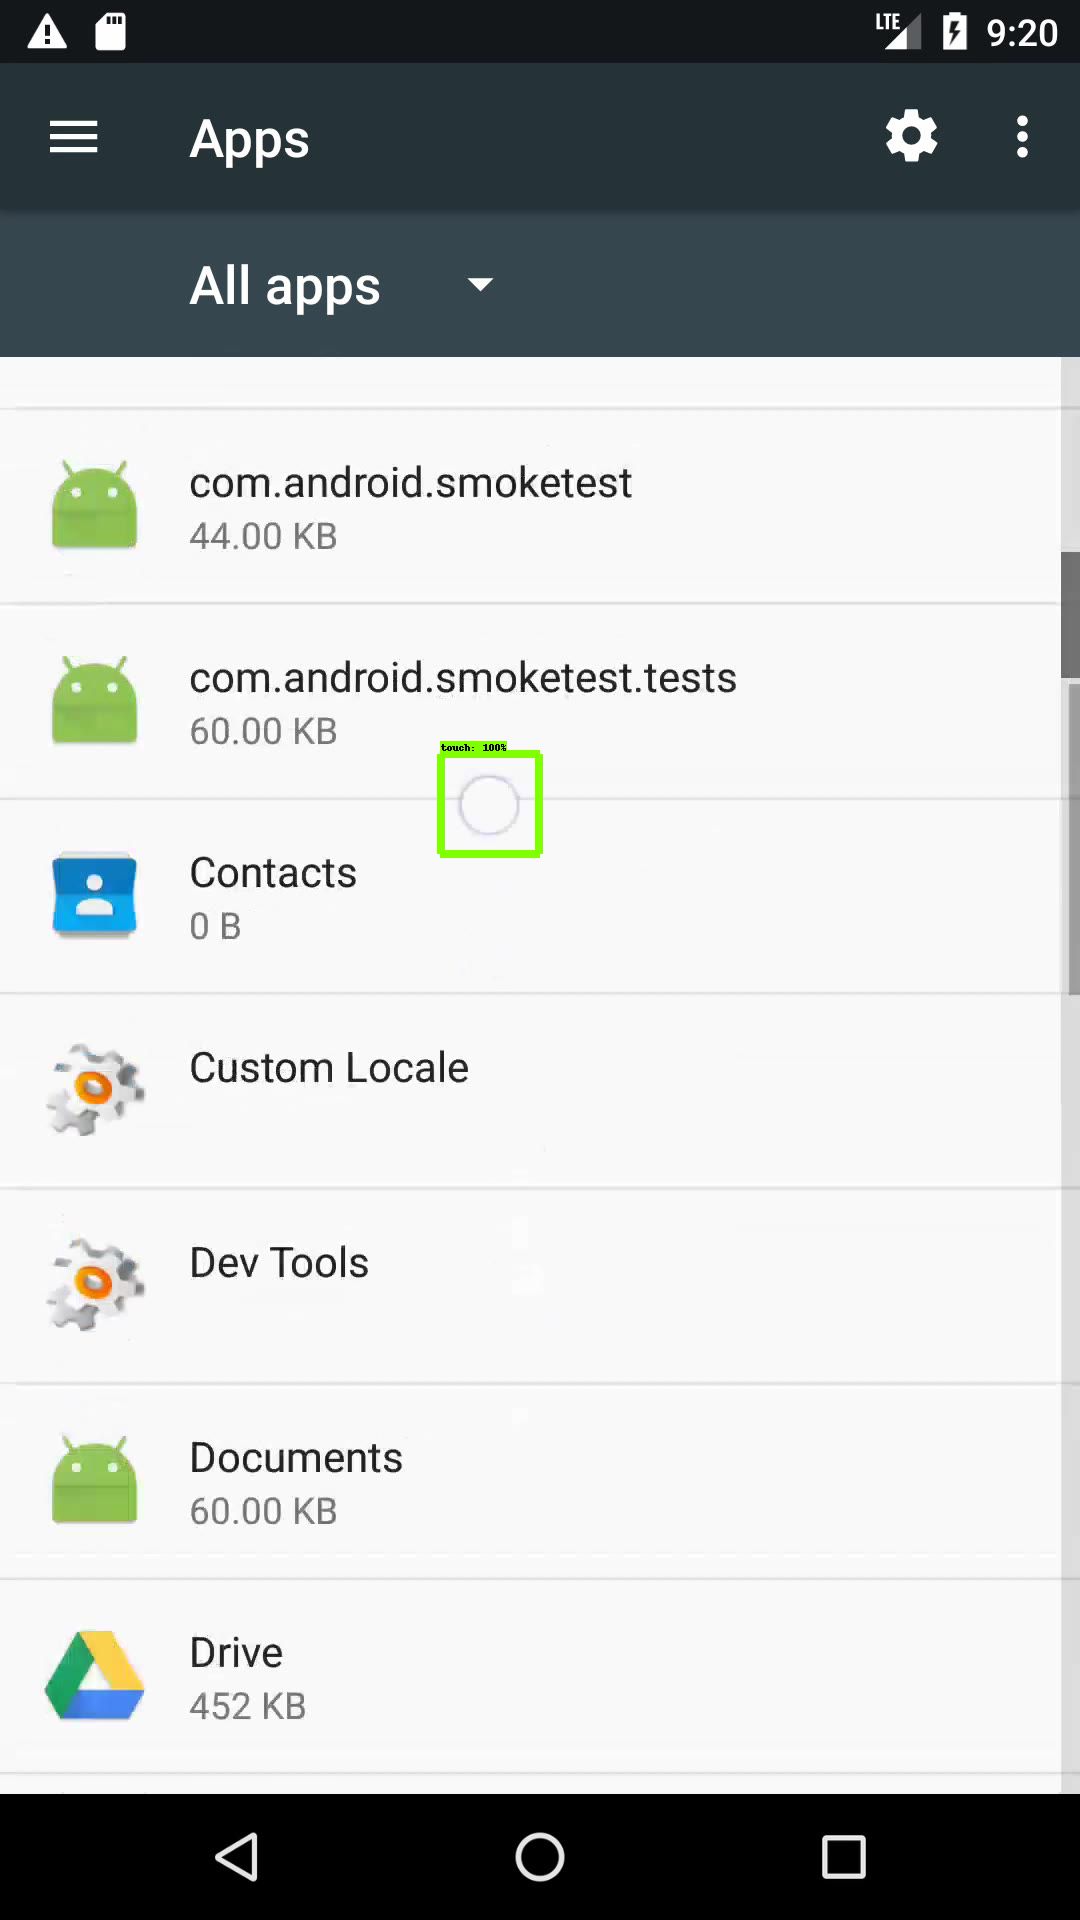 LTE 9:20
Apps
All apps
com.android.smoketest
44.00 KB
com.android.smoketest.tests
60.00 KB
touch: 100%
Contacts
0 B
Custom Locale
Dev Tools
Documents
60.00 KB
Drive
452 KB